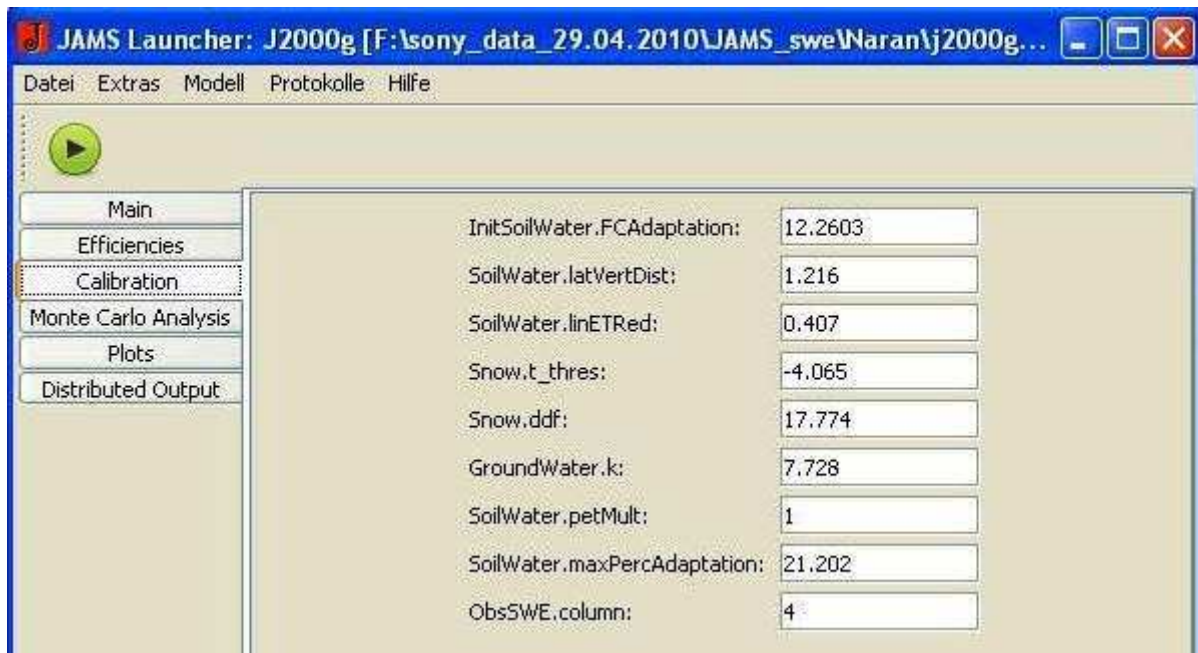 JAMS Launcher: J2000g [F:\sony_data_29.04.2010\JAMS_swe\Naran\j2000g...
Datei Extras Modell Protokolle Hilfe
Main
Efficiencies
Calibration
Monte Carlo Analysis
Plots
Distributed Output
InitSoilWater.FCAdaptation: 12.2603
SoilWater.latVertDist: 1.216
SoilWater.linETRed: 0.407
Snow.t_thres: -4.065
Snow.ddf: 17.774
GroundWater.k: 7.728
SoilWater.petMult: 1
SoilWater.maxPercAdaptation: 21.202
ObsSWE.column: 4